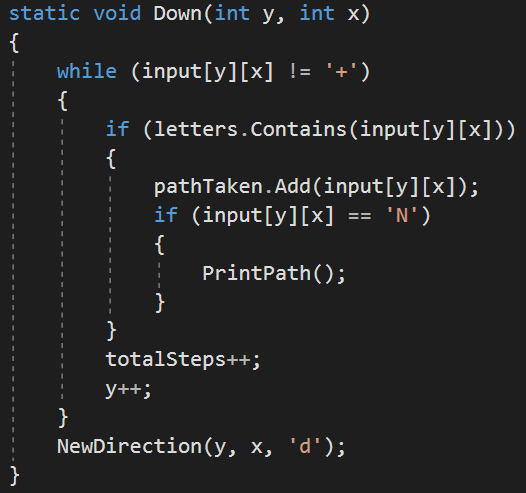 static void Down(int y, int x)
{
    while (input[y][x] != '+')
    {
        if (letters.Contains(input[y][x]))
        {
            pathTaken.Add(input[y][x]);
            if (input[y][x] == 'N')
            {
                PrintPath();
            }
        }
        totalSteps++;
        y++;
    }
    NewDirection(y, x, 'd');
}